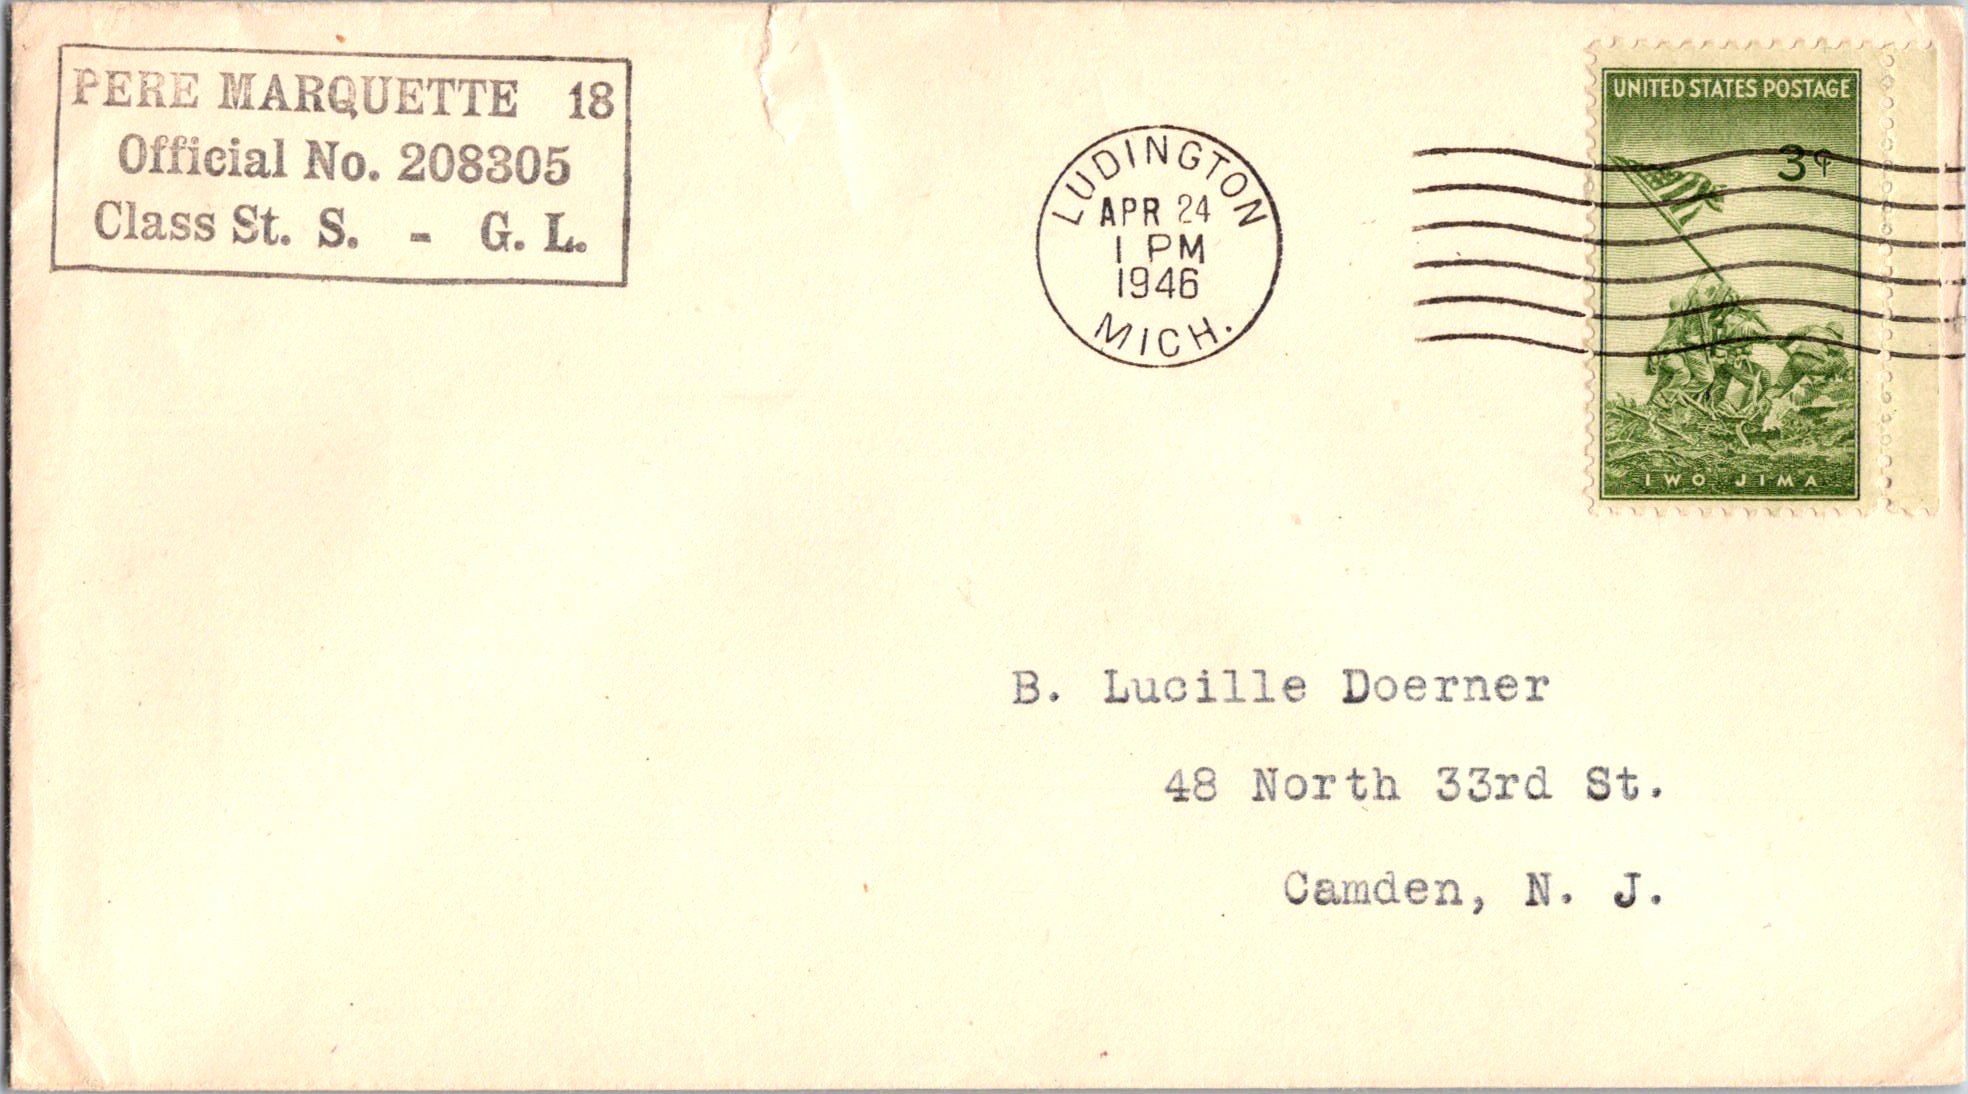 PERE MARQUETTE 18
Official No. 208305
Class St. S. - G. L.
LUDINGTON
APR 24
1 PM
1946
MICH.
UNITED STATES POSTAGE
3¢
IWO JIMA
B. Lucille Doerner
48 North 33rd St.
Camden, N. J.